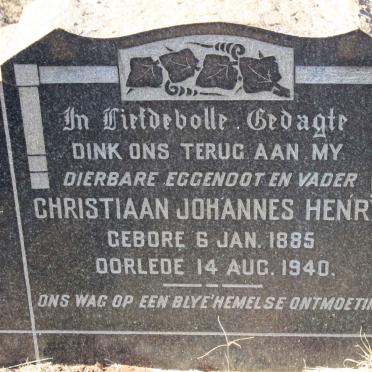 In Liefdevolle Gedagte
DINK ONS TERUG AAN MY
DIERBARE EGGENOOT EN VADER
CHRISTIAAN JOHANNES HENR
GEBORE 6 JAN. 1885
OORLEDE 14 AUG. 1940.
ONS WAG OP EEN BLYE HEMELSE ONTMOETIN